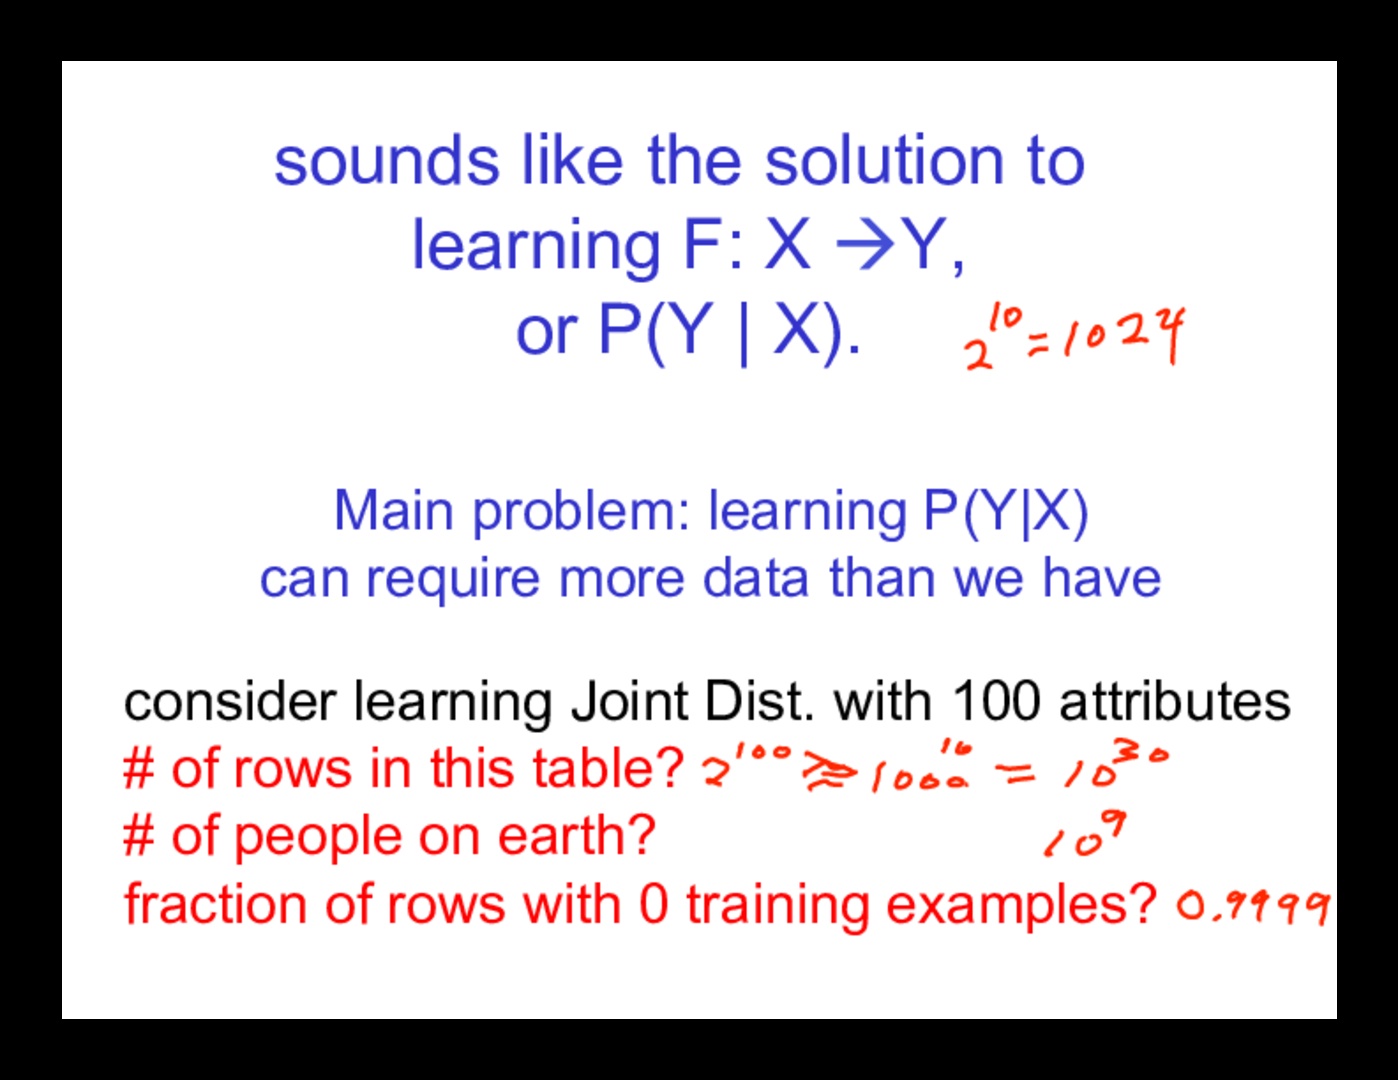 sounds like the solution to
learning F: X →Y,
or P(Y | X). 2^10 = 1024
Main problem: learning P(Y|X)
can require more data than we have
consider learning Joint Dist. with 100 attributes
# of rows in this table? 2^100 ≳ 1000^10 = 10^30
# of people on earth? 10^9
fraction of rows with 0 training examples? 0.9999